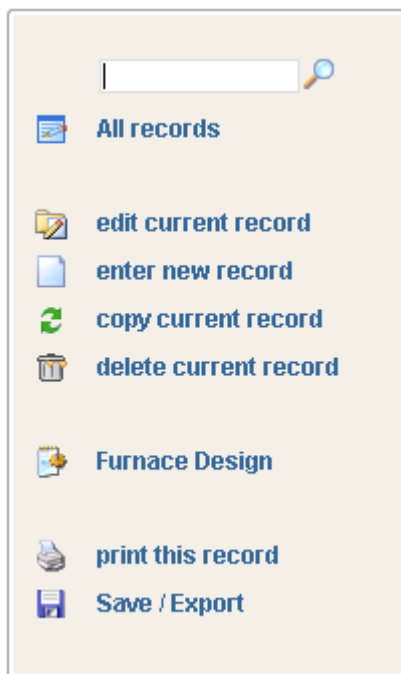 All records
edit current record
enter new record
copy current record
delete current record
Furnace Design
print this record
Save / Export